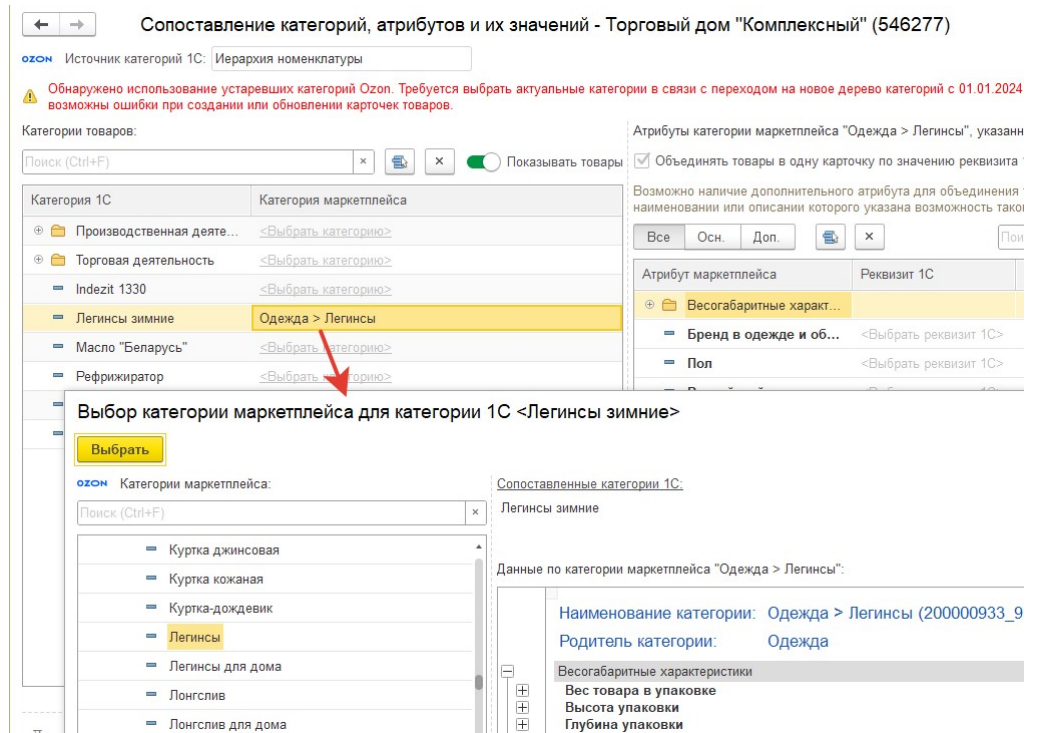 Сопоставление категорий, атрибутов и их значений - Торговый дом "Комплексный" (546277)
OZON Источник категорий 1С: Иерархия номенклатуры
Обнаружено использование устаревших категорий Ozon. Требуется выбрать актуальные категории в связи с переходом на новое дерево категорий с 01.01.2024
возможны ошибки при создании или обновлении карточек товаров.
Категории товаров:
Поиск (Ctrl+F) × × Показывать товары
Категория 1С Категория маркетплейса
Производственная деяте... <Выбрать категорию>
Торговая деятельность <Выбрать категорию>
Indezit 1330 <Выбрать категорию>
Легинсы зимние Одежда > Легинсы
Масло "Беларусь" <Выбрать категорию>
Рефрижиратор <Выбрать категорию>
Атрибуты категории маркетплейса "Одежда > Легинсы", указанн
Объединять товары в одну карточку по значению реквизита
Возможно наличие дополнительного атрибута для объединения
наименовании или описании которого указана возможность тако
Все Осн. Доп. × Пои
Атрибут маркетплейса Реквизит 1С
Весогабаритные характ...
Бренд в одежде и об... <Выбрать реквизит 1С>
Пол <Выбрать реквизит 1С>
Выбор категории маркетплейса для категории 1С <Легинсы зимние>
Выбрать
OZON Категории маркетплейса:
Поиск (Ctrl+F) ×
Куртка джинсовая
Куртка кожаная
Куртка-дождевик
Легинсы
Легинсы для дома
Лонгслив
Лонгслив для дома
Сопоставленные категории 1С:
Легинсы зимние
Данные по категории маркетплейса "Одежда > Легинсы":
Наименование категории: Одежда > Легинсы (200000933_9
Родитель категории: Одежда
Весогабаритные характеристики
Вес товара в упаковке
Высота упаковки
Глубина упаковки